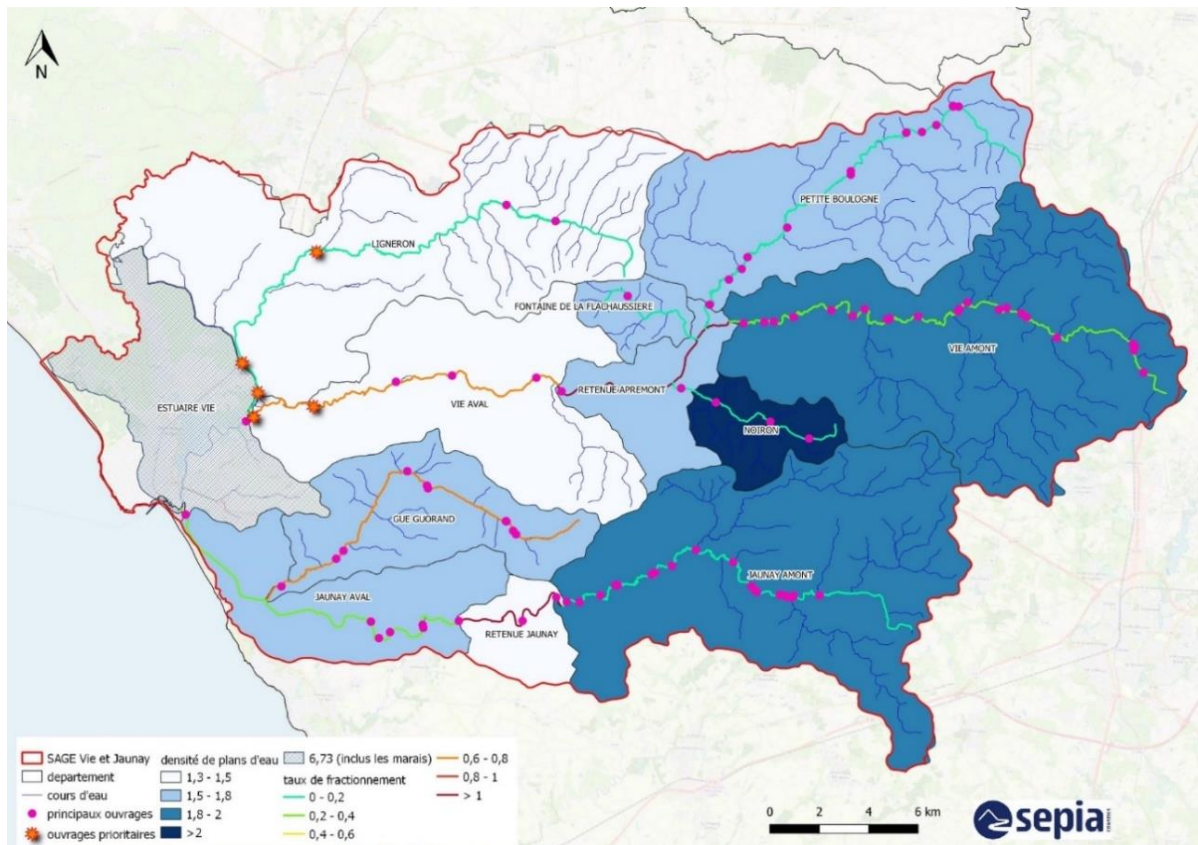 N
PETITE BOULOGNE
LIGNERON
FONTAINE DE LA FLACHAUSSIERE
VIE AMONT
RETENUE APREMONT
ESTUAIRE VIE
VIE AVAL
NOIRON
GUE GUORAND
JAUNAY AMONT
JAUNAY AVAL
RETENUE JAUNAY
SAGE Vie et Jaunay
departement
cours d'eau
principaux ouvrages
ouvrages prioritaires
densité de plans d'eau
1,3 - 1,5
1,5 - 1,8
1,8 - 2
>2
6,73 (inclus les marais)
taux de fractionnement
0 - 0,2
0,2 - 0,4
0,4 - 0,6
0,6 - 0,8
0,8 - 1
> 1
0 2 4 6 km
sepia